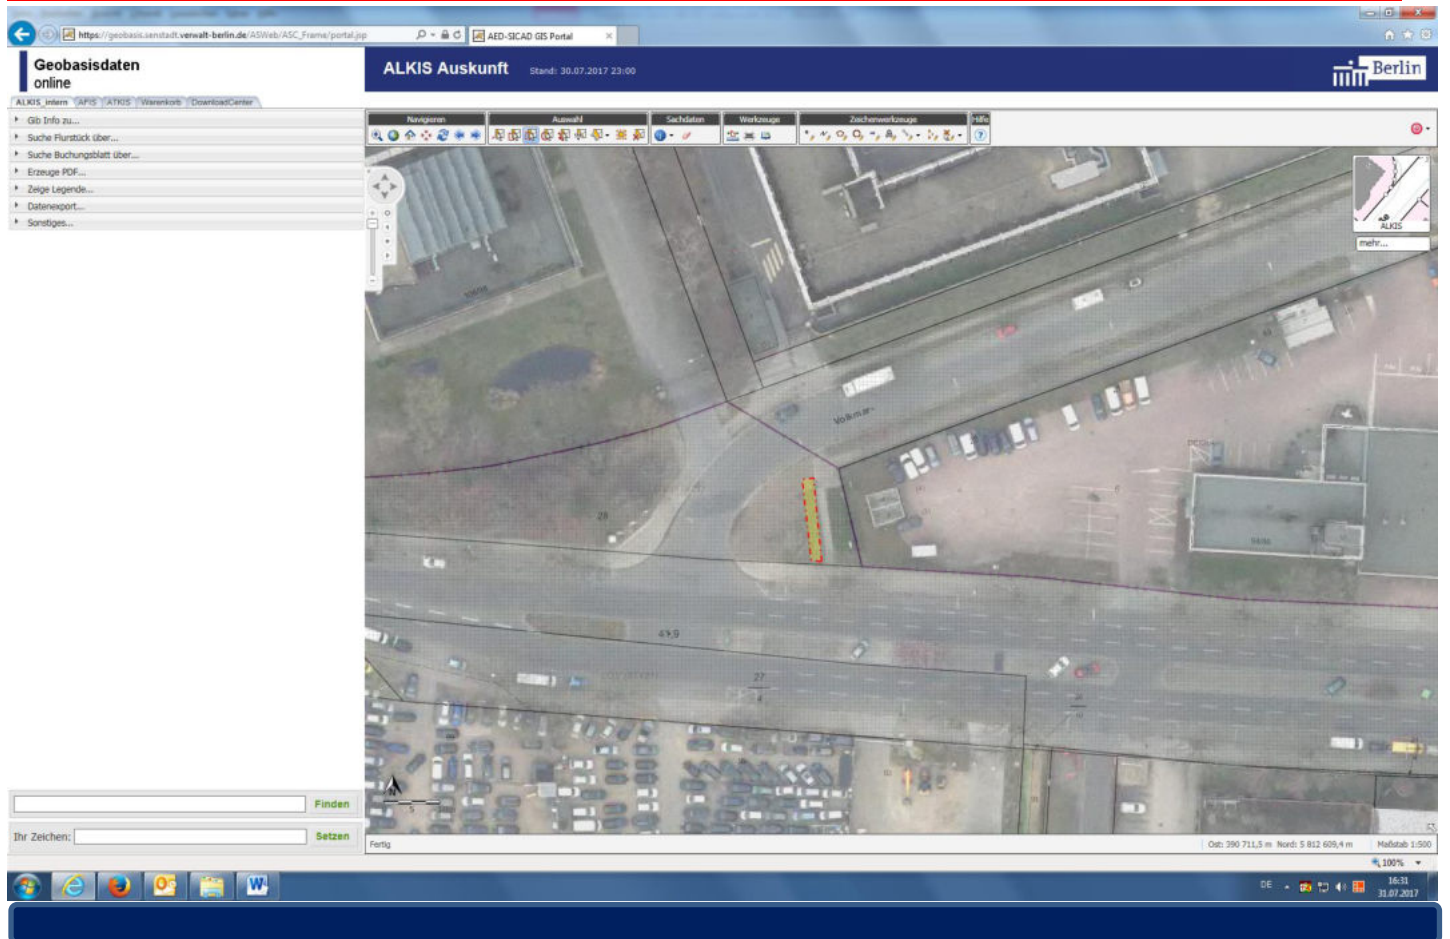 https://geobasis.senstadt.verwalt-berlin.de/ASWeb/ASC_Frame/portal.jsp
AED-SICAD GIS Portal
Geobasisdaten
online
ALKIS Auskunft Stand: 30.07.2017 23:00
Berlin
ALKIS_intern AFIS ATKIS Warenkorb DownloadCenter
Gib Info zu...
Suche Flurstück über...
Suche Buchungsblatt über...
Erzeuge PDF...
Zeige Legende...
Datenexport...
Sonstiges...
Navigieren Auswahl Sachdaten Werkzeuge Zeichenwerkzeuge Hilfe
ALKIS
mehr...
Volkmar-
28
49,9
27
4
N
5
Finden
Ihr Zeichen: Setzen
Fertig
Ost: 390 711,5 m Nord: 5 812 609,4 m Maßstab 1:500
100%
DE
16:31
31.07.2017